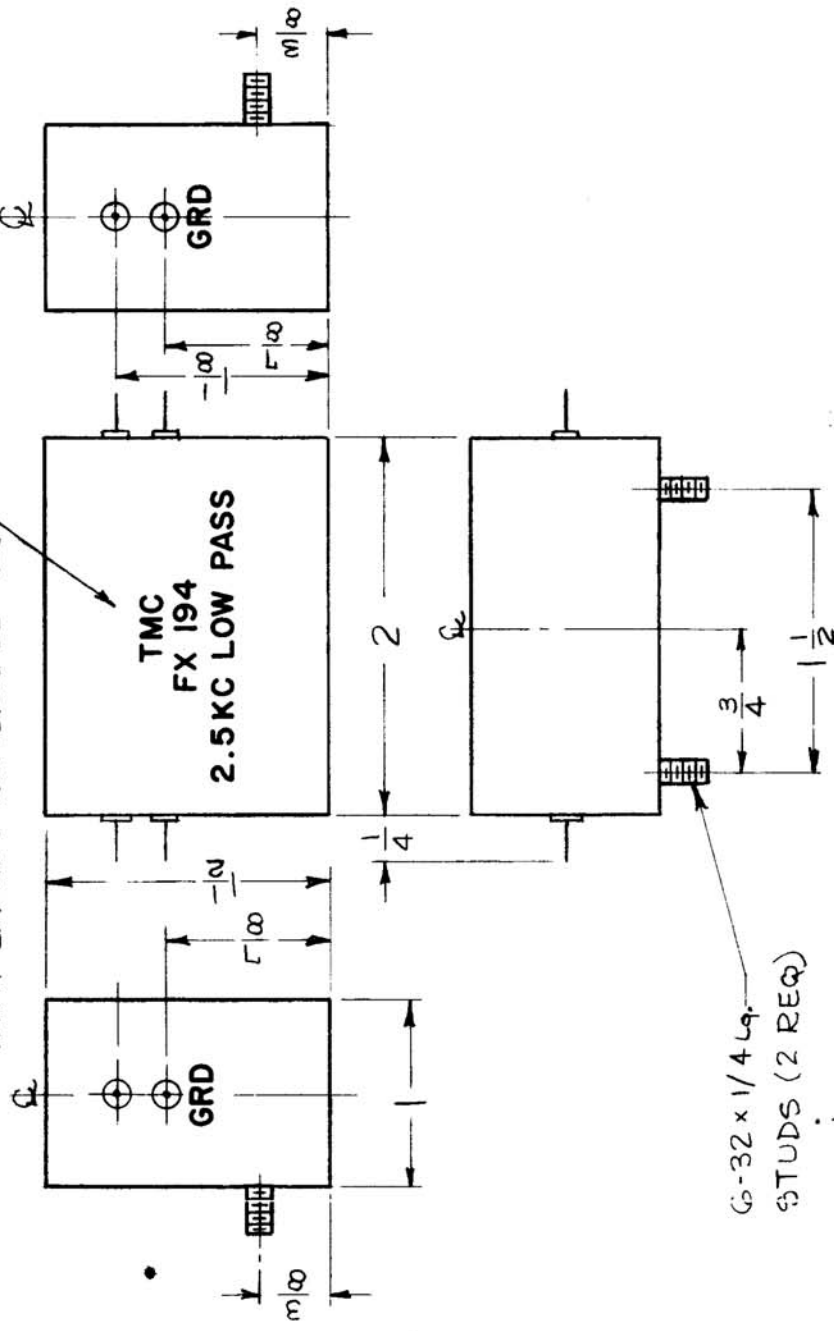 ℄
℄
3/8
GRD
GRD
1 1/8
7/8
TMC
FX 194
2.5KC LOW PASS
1 1/2
7/8
2
1/4
1
3/8
℄
3/4
1 1/2
6-32 x 1/4 Lg.
STUDS (2 REQ)